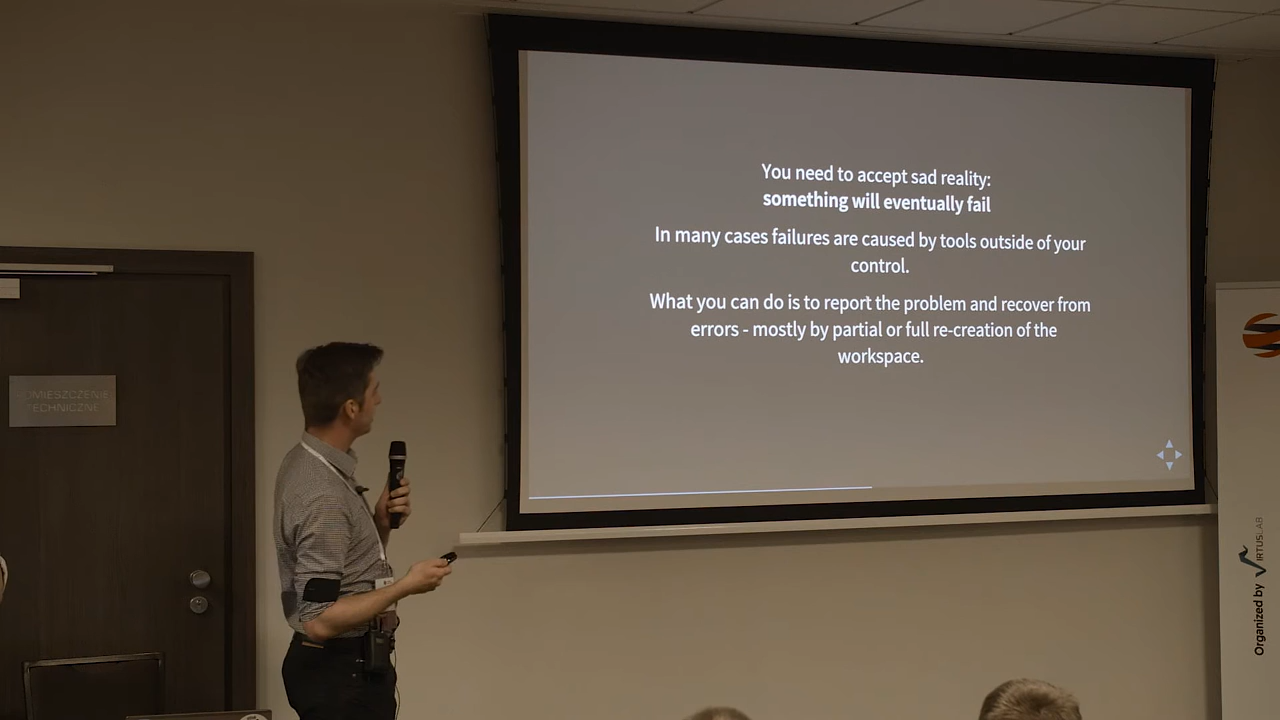 You need to accept sad reality:
something will eventually fail
In many cases failures are caused by tools outside of your
control.
What you can do is to report the problem and recover from
errors - mostly by partial or full re-creation of the
workspace.
POMIESZCZENIE
TECHNICZNE
Organized by VIRTUSLAB